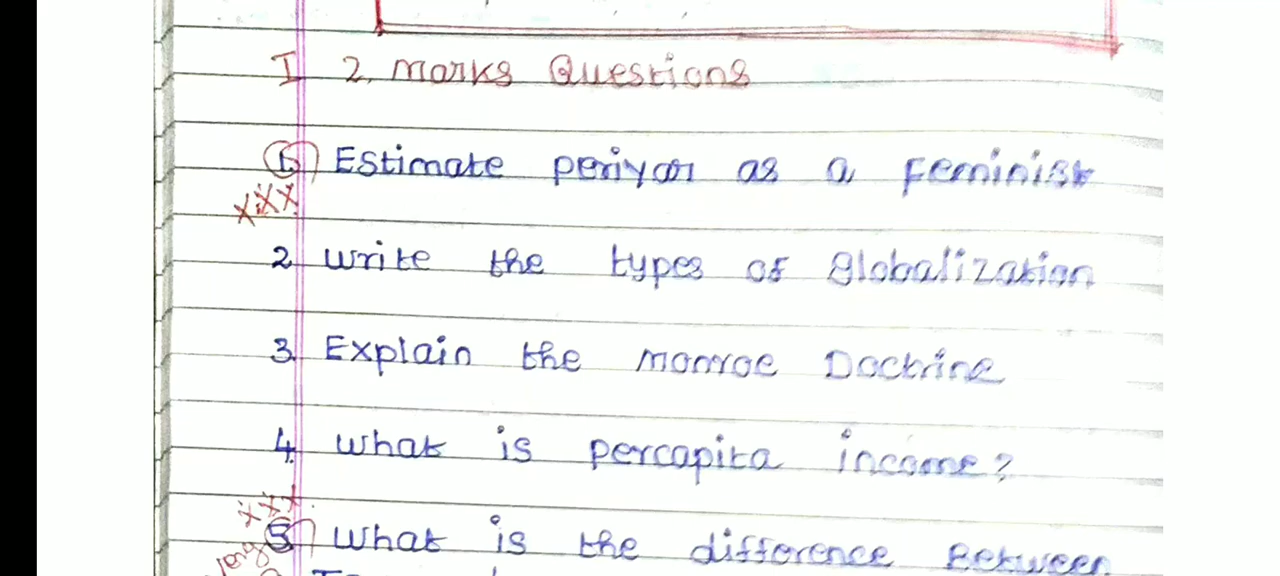 I 2. Marks Questions
1. Estimate periyar as a Feminist
xxx
2. Write the types of Globalization
3. Explain the monroe Doctrine
4. What is percapita income?
xxx
5. What is the difference Between